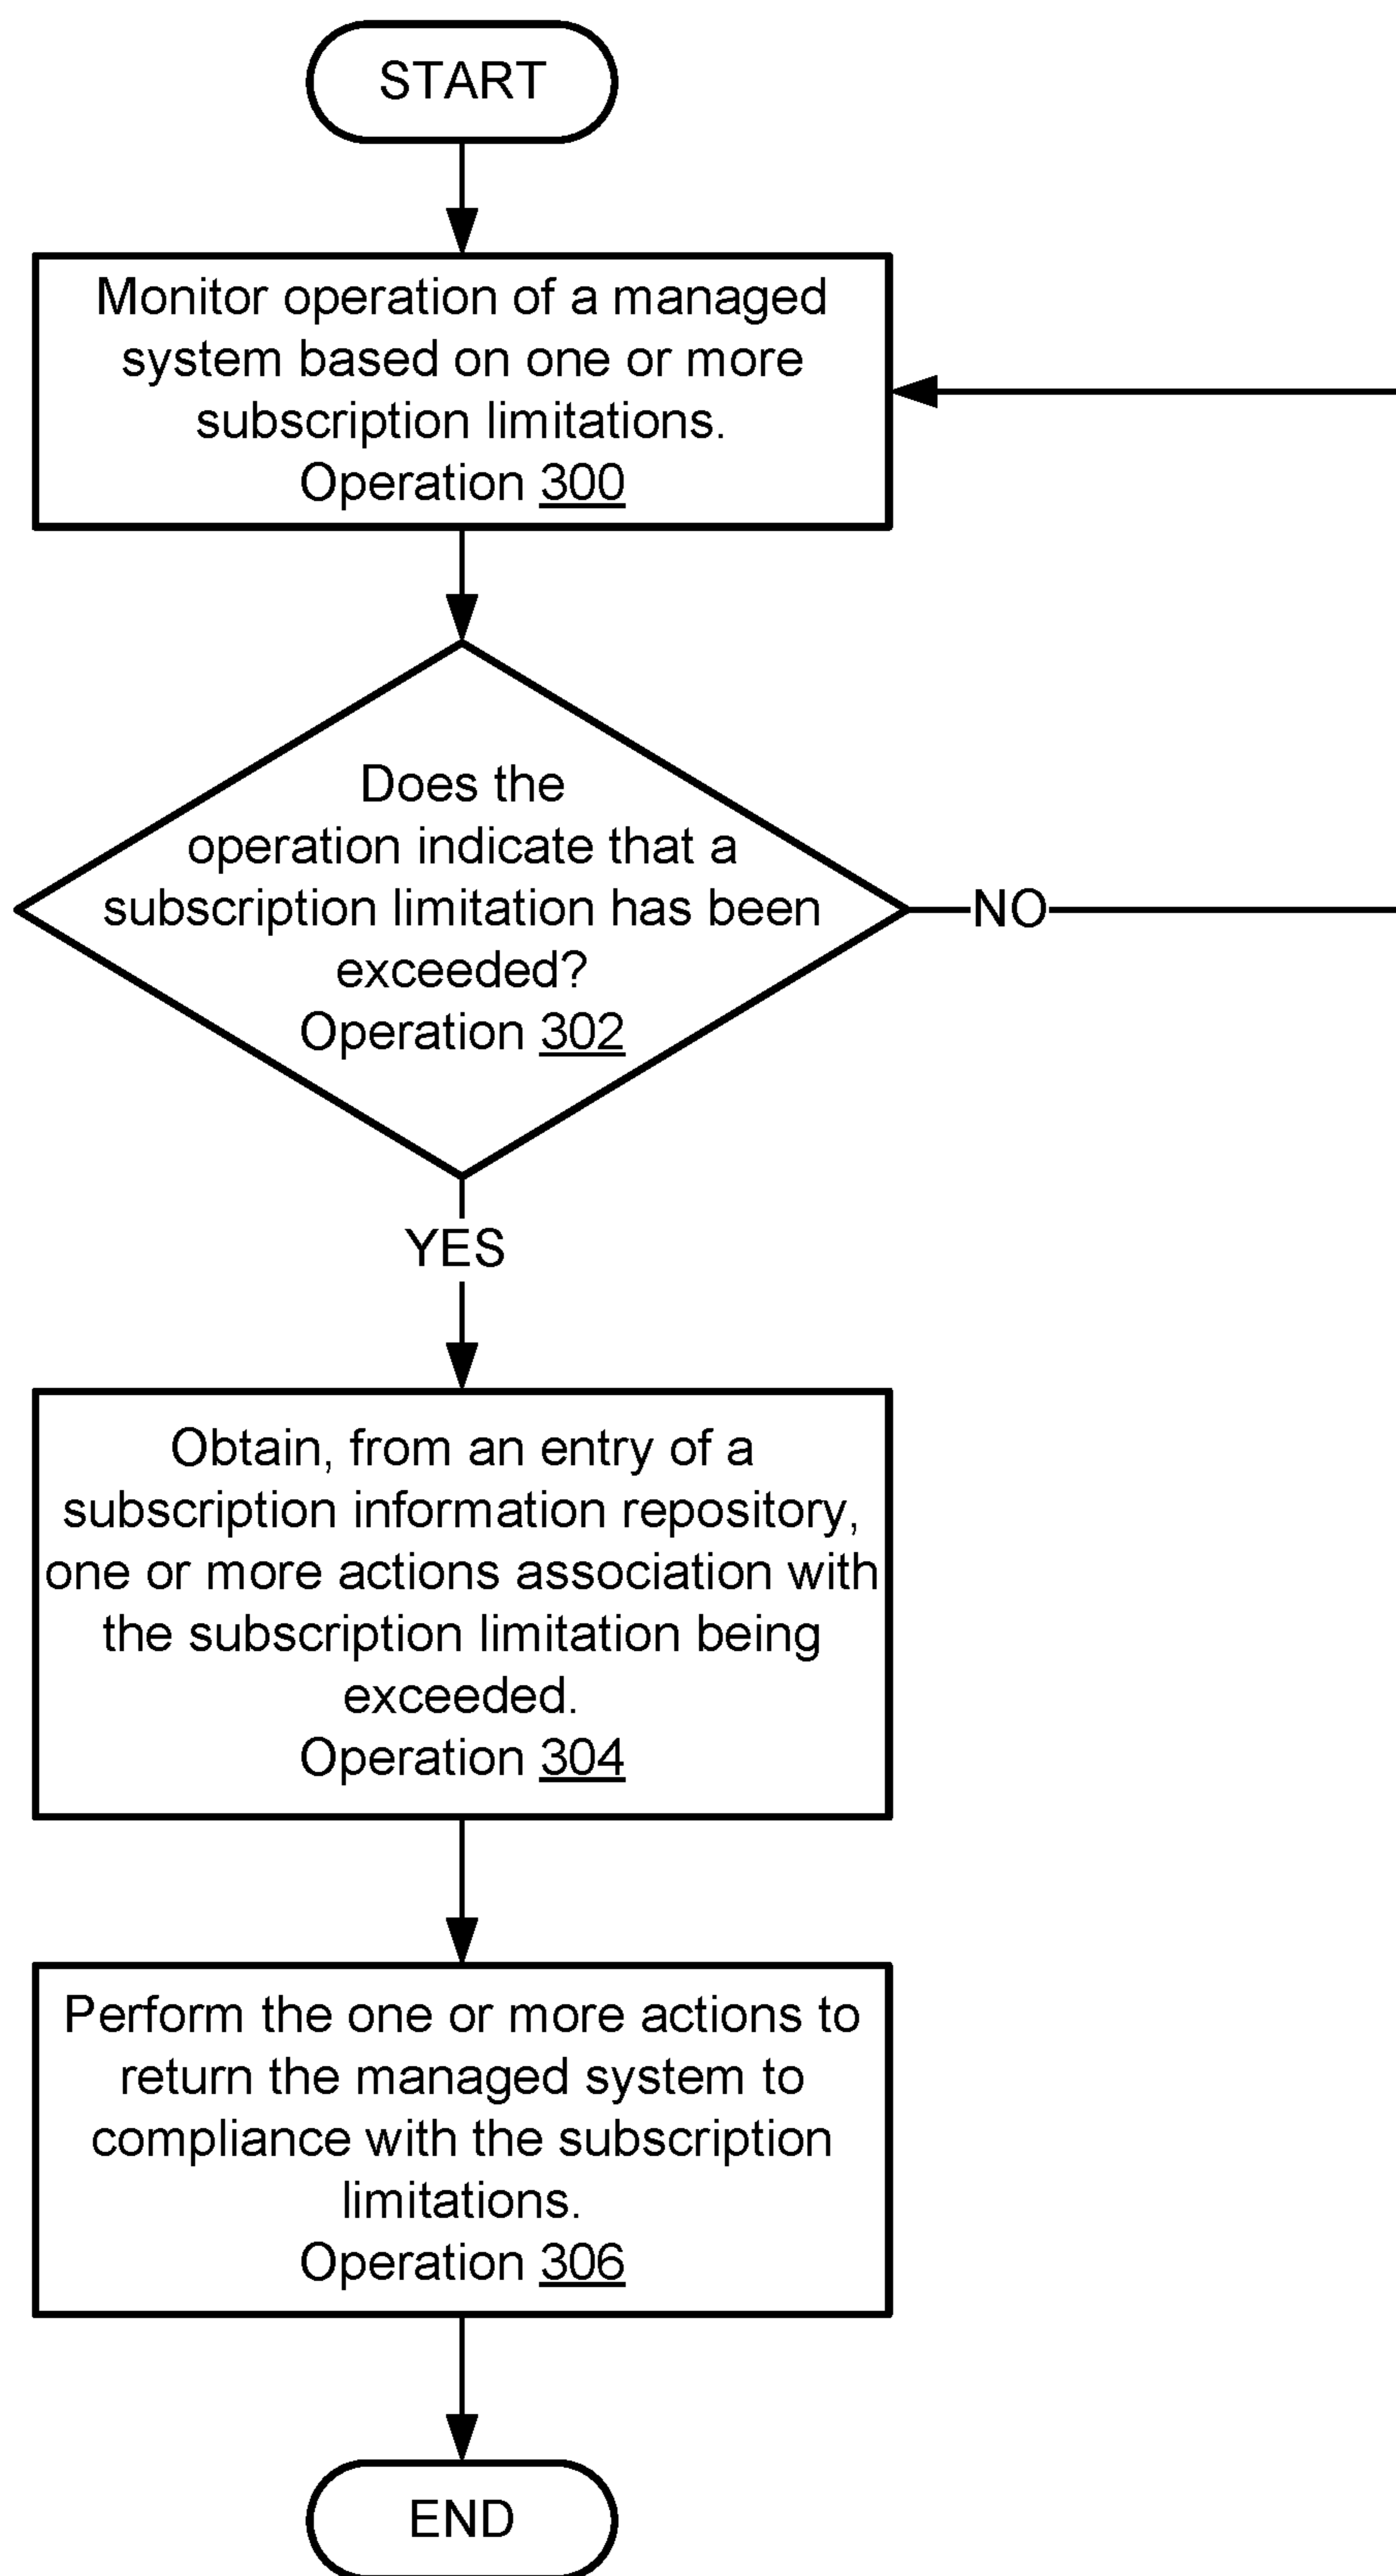 START
Monitor operation of a managed
system based on one or more
subscription limitations.
Operation 300
Does the
operation indicate that a
subscription limitation has been
exceeded?
Operation 302
NO
YES
Obtain, from an entry of a
subscription information repository,
one or more actions association with
the subscription limitation being
exceeded.
Operation 304
Perform the one or more actions to
return the managed system to
compliance with the subscription
limitations.
Operation 306
END